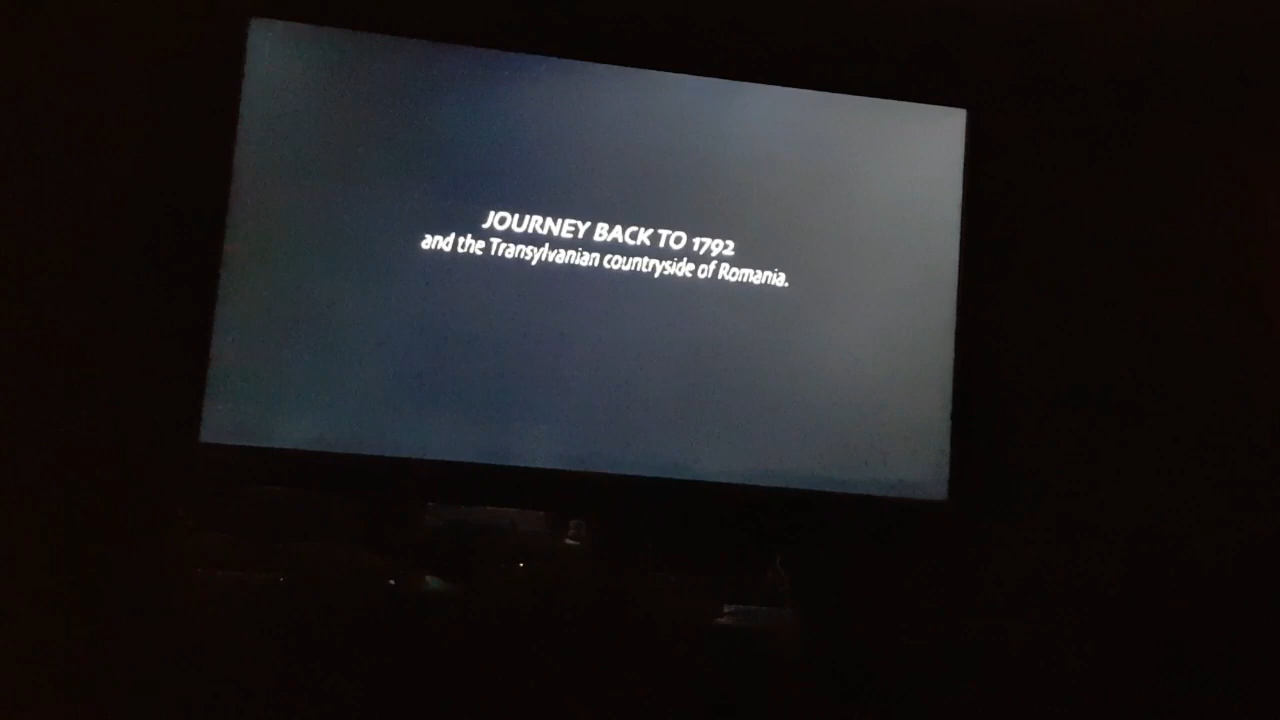 JOURNEY BACK TO 1792
and the Transylvanian countryside of Romania.